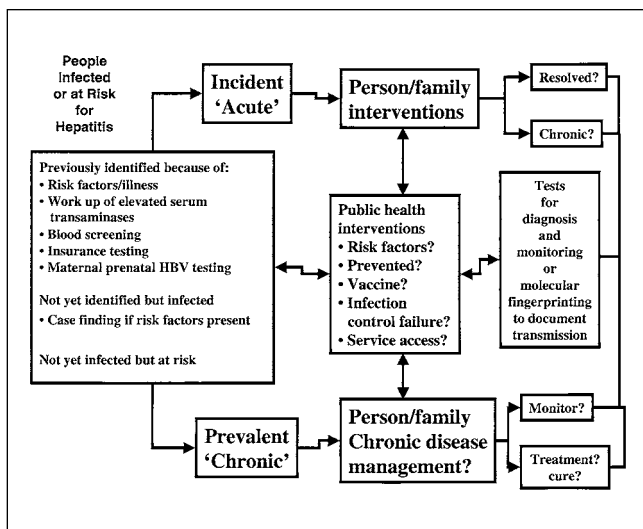 People
Infected
or at Risk
for
Hepatitis
Incident
‘Acute’
Person/family
interventions
Resolved?
Chronic?
Previously identified because of:
• Risk factors/illness
• Work up of elevated serum
transaminases
• Blood screening
• Insurance testing
• Maternal prenatal HBV testing
Not yet identified but infected
• Case finding if risk factors present
Not yet infected but at risk
Public health
interventions
• Risk factors?
• Prevented?
• Vaccine?
• Infection
control failure?
• Service access?
Tests
for
diagnosis
and
monitoring
or
molecular
fingerprinting
to document
transmission
Prevalent
‘Chronic’
Person/family
Chronic disease
management?
Monitor?
Treatment?
cure?